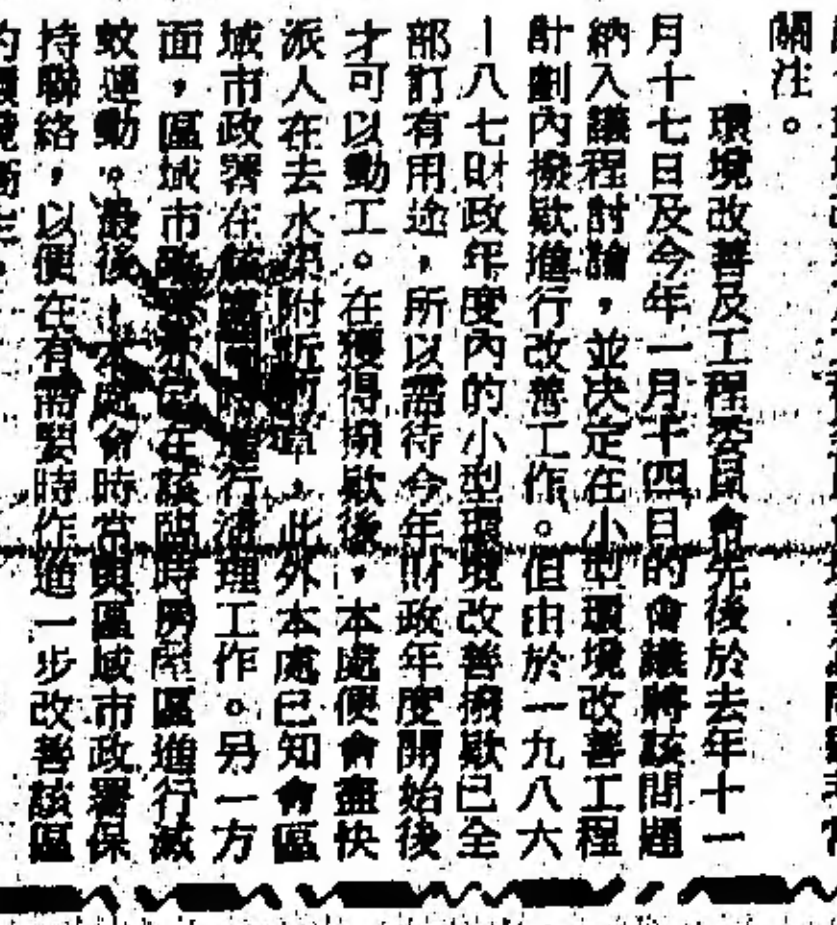 關注。
環境改善及工程委員會先後於去年十一
月十七日及今年一月十四日的會議將該問題
納入議程討論，並決定在小型環境改善工程
計劃內撥款進行改善工作。但由於一九八六
－八七財政年度內的小型環境改善撥款已全
部訂有用途，所以需待今年財政年度開始後
才可以動工。在獲得撥款後，本處便會盡快
派人在去水渠附近，此外本處已知會區
城市政署在進行清理工作。另一方
面，區城市在該臨時房屋區進行滅
蚊運動。最後，本處會時常與區域市政署保
持聯絡，以便在有需要時作進一步改善該區